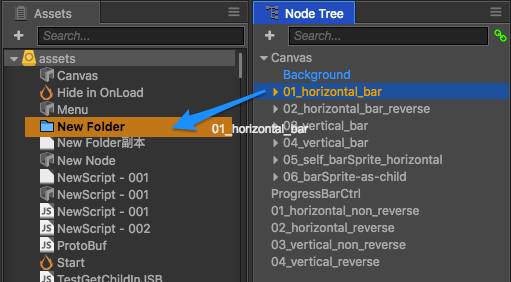 Assets
Search...
assets
Canvas
Hide in OnLoad
Menu
New Folder
New Folder副本
New Node
NewScript - 001
NewScript - 001
NewScript - 001
NewScript - 002
ProtoBuf
Start
TestGetChildInJSB
Node Tree
Search...
Canvas
Background
01_horizontal_bar
02_horizontal_bar_reverse
03_vertical_bar
04_vertical_bar
05_self_barSprite_horizontal
06_barSprite-as-child
ProgressBarCtrl
01_horizontal_non_reverse
02_horizontal_reverse
03_vertical_non_reverse
04_vertical_reverse
01_horizontal_bar